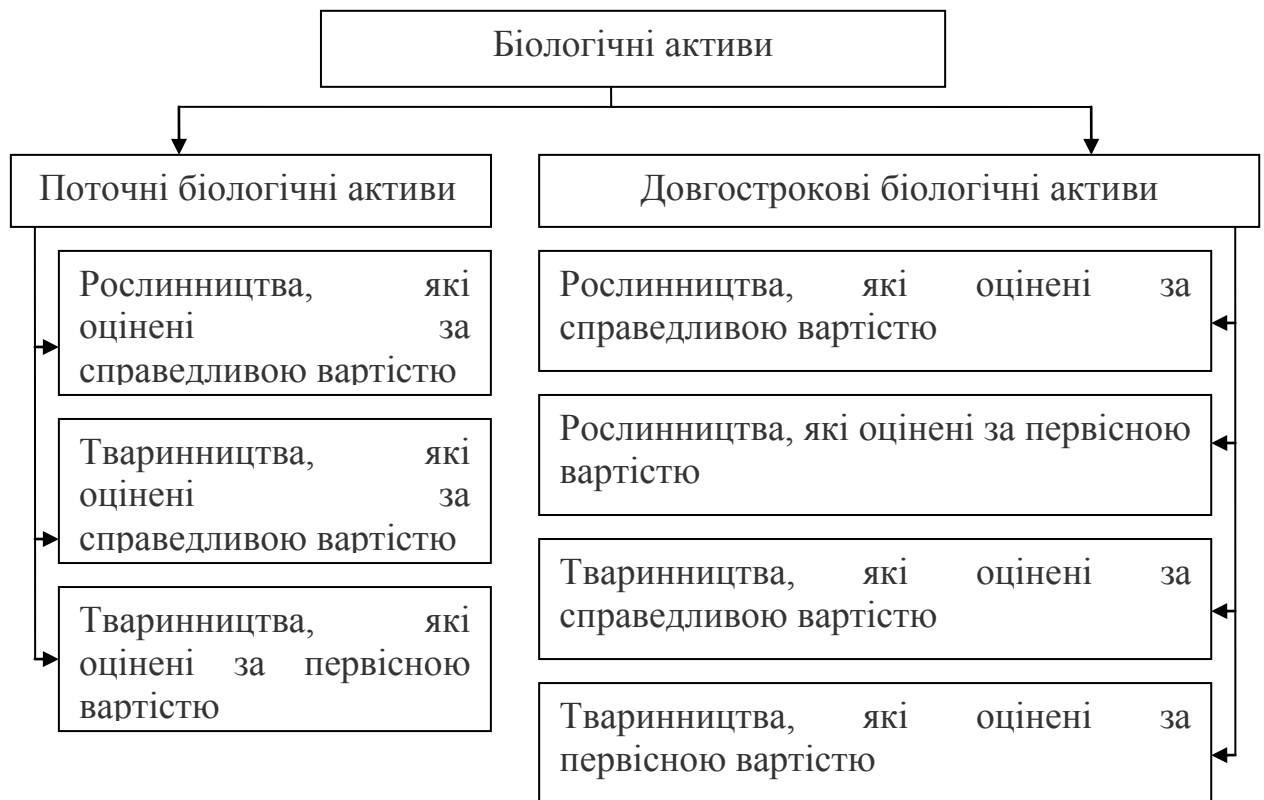 Біологічні активи
Поточні біологічні активи
Довгострокові біологічні активи
Рослинництва, які
оцінені за
справедливою вартістю
Тваринництва, які
оцінені за
справедливою вартістю
Тваринництва, які
оцінені за первісною
вартістю
Рослинництва, які оцінені за
справедливою вартістю
Рослинництва, які оцінені за первісною
вартістю
Тваринництва, які оцінені за
справедливою вартістю
Тваринництва, які оцінені за
первісною вартістю